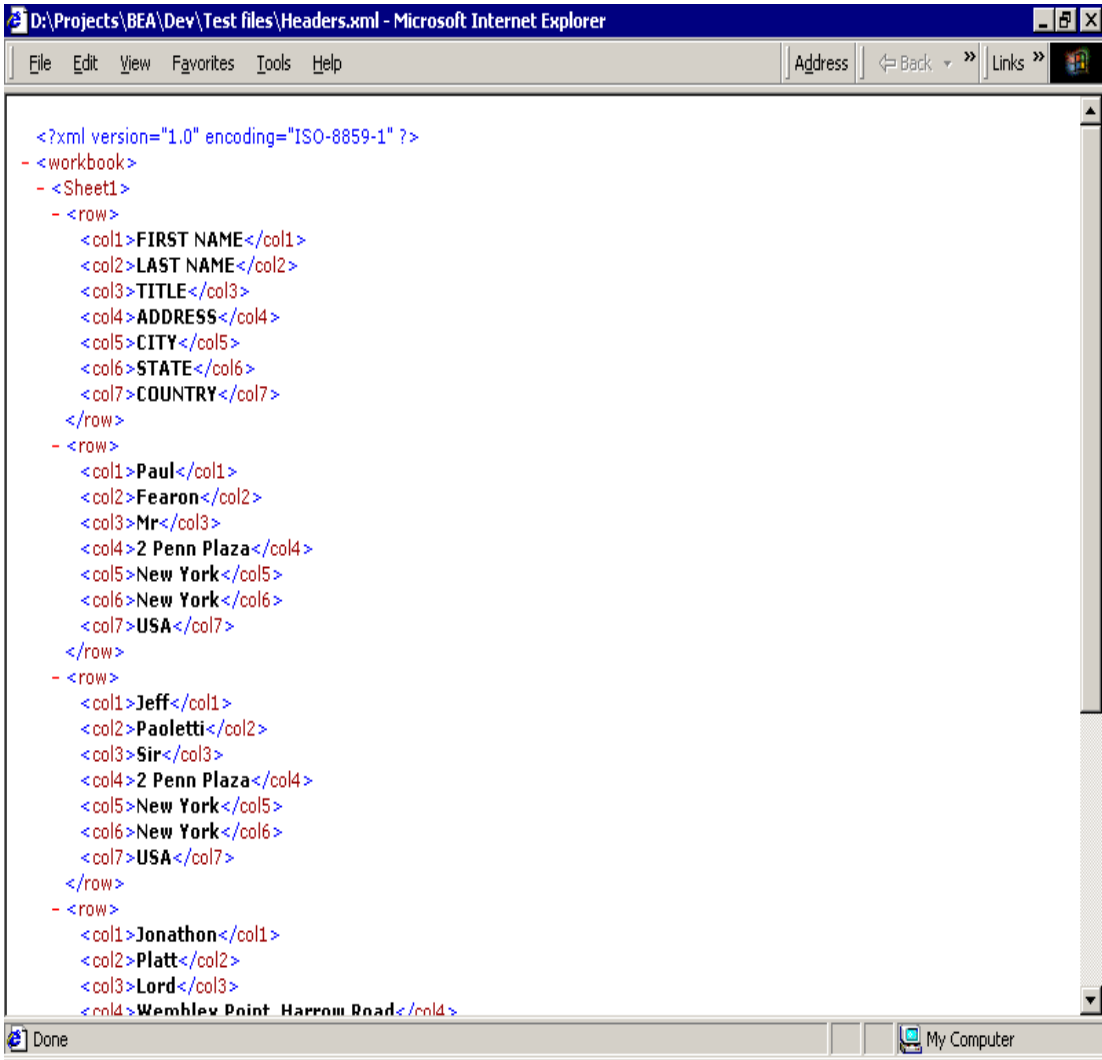 D:\Projects\BEA\Dev\Test files\Headers.xml - Microsoft Internet Explorer
File Edit View Favorites Tools Help Address Back » Links »
<?xml version="1.0" encoding="ISO-8859-1" ?>
- <workbook>
- <Sheet1>
- <row>
<col1>FIRST NAME</col1>
<col2>LAST NAME</col2>
<col3>TITLE</col3>
<col4>ADDRESS</col4>
<col5>CITY</col5>
<col6>STATE</col6>
<col7>COUNTRY</col7>
</row>
- <row>
<col1>Paul</col1>
<col2>Fearon</col2>
<col3>Mr</col3>
<col4>2 Penn Plaza</col4>
<col5>New York</col5>
<col6>New York</col6>
<col7>USA</col7>
</row>
- <row>
<col1>Jeff</col1>
<col2>Paoletti</col2>
<col3>Sir</col3>
<col4>2 Penn Plaza</col4>
<col5>New York</col5>
<col6>New York</col6>
<col7>USA</col7>
</row>
- <row>
<col1>Jonathon</col1>
<col2>Platt</col2>
<col3>Lord</col3>
<col4>Wembley Point, Harrow Road</col4>
Done My Computer